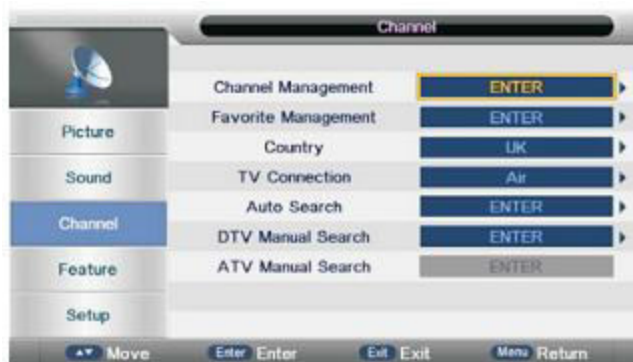 Channel
Channel Management ENTER
Favorite Management ENTER
Country UK
TV Connection Air
Auto Search ENTER
DTV Manual Search ENTER
ATV Manual Search ENTER
Picture
Sound
Channel
Feature
Setup
Move Enter Enter Exit Exit Menu Return